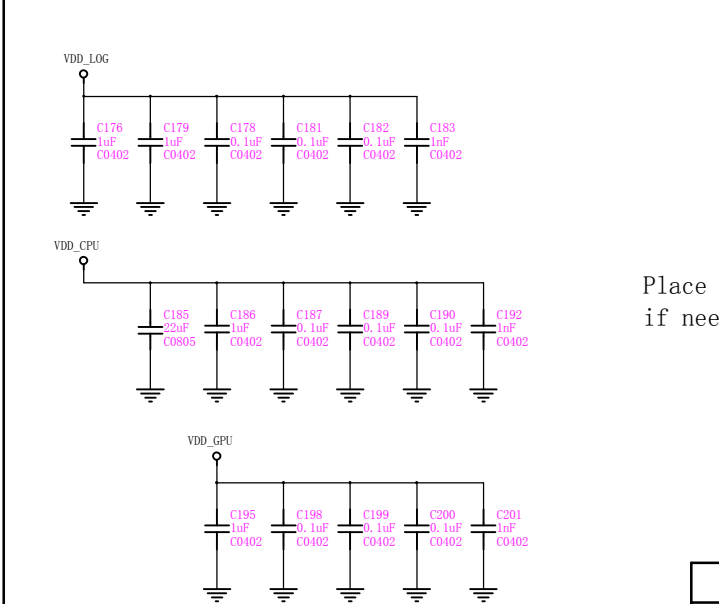 VDD_LOG
C176 C179 C178 C181 C182 C183
1uF 1uF 0.1uF 0.1uF 0.1uF 1nF
C0402 C0402 C0402 C0402 C0402 C0402
VDD_CPU
Place
if nee
C185 C186 C187 C189 C190 C192
22uF 1uF 0.1uF 0.1uF 0.1uF 1nF
C0805 C0402 C0402 C0402 C0402 C0402
VDD_GPU
C195 C198 C199 C200 C201
1uF 0.1uF 0.1uF 0.1uF 1nF
C0402 C0402 C0402 C0402 C0402